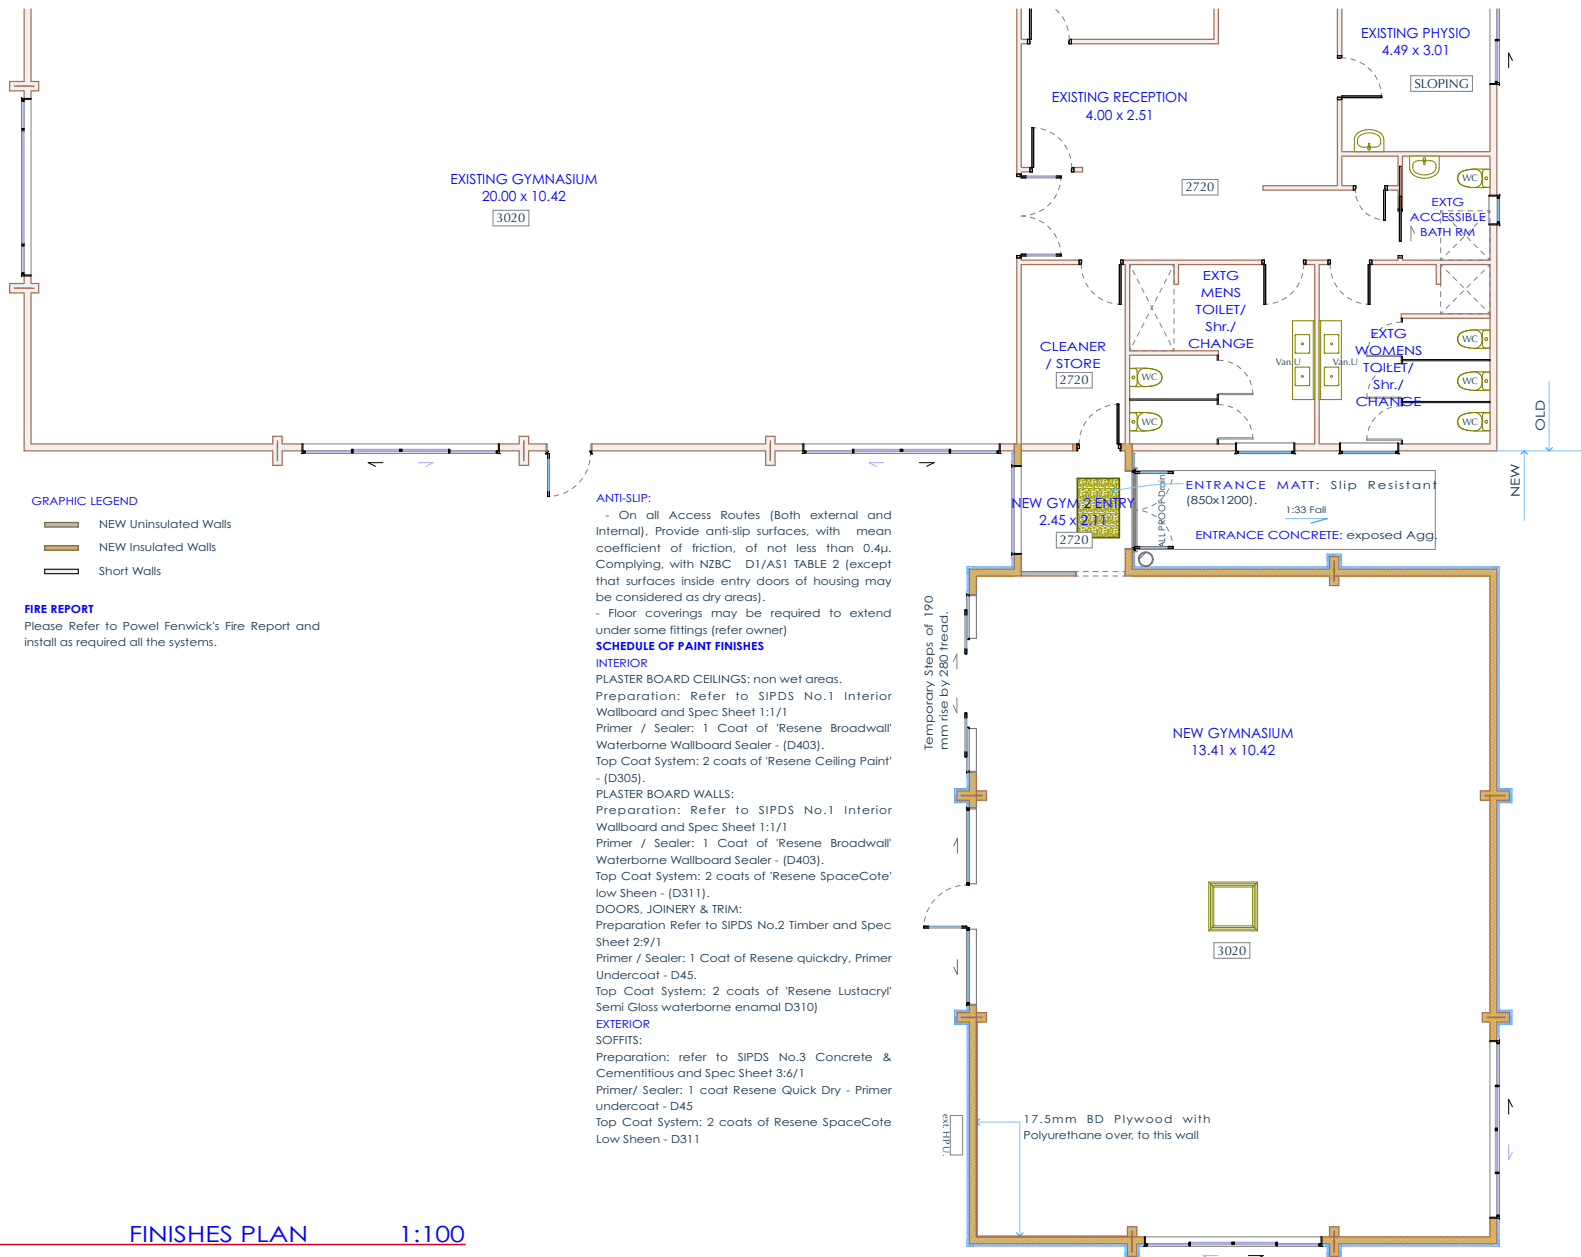 EXISTING PHYSIO
4.49 x 3.01
SLOPING
EXISTING RECEPTION
4.00 x 2.51
EXISTING GYMNASIUM
20.00 x 10.42
3020
2720
WC
EXTG
ACCESSIBLE
BATH RM
EXTG
MENS
TOILET/
Shr./
CHANGE
CLEANER
/ STORE
2720
Van.U
Van.U
EXTG
WOMENS
TOILET/
Shr./
CHANGE
WC
WC
WC
WC
WC
OLD
NEW
GRAPHIC LEGEND
NEW Uninsulated Walls
NEW Insulated Walls
Short Walls
FIRE REPORT
Please Refer to Powel Fenwick's Fire Report and
install as required all the systems.
ANTI-SLIP:
- On all Access Routes (Both external and
Internal), Provide anti-slip surfaces, with mean
coefficient of friction, of not less than 0.4µ.
Complying, with NZBC D1/AS1 TABLE 2 (except
that surfaces inside entry doors of housing may
be considered as dry areas).
- Floor coverings may be required to extend
under some fittings (refer owner)
SCHEDULE OF PAINT FINISHES
INTERIOR
PLASTER BOARD CEILINGS: non wet areas.
Preparation: Refer to SIPDS No.1 Interior
Wallboard and Spec Sheet 1:1/1
Primer / Sealer: 1 Coat of 'Resene Broadwall'
Waterborne Wallboard Sealer - (D403).
Top Coat System: 2 coats of 'Resene Ceiling Paint'
- (D305).
PLASTER BOARD WALLS:
Preparation: Refer to SIPDS No.1 Interior
Wallboard and Spec Sheet 1:1/1
Primer / Sealer: 1 Coat of 'Resene Broadwall'
Waterborne Wallboard Sealer - (D403).
Top Coat System: 2 coats of 'Resene SpaceCote'
low Sheen - (D311).
DOORS, JOINERY & TRIM:
Preparation Refer to SIPDS No.2 Timber and Spec
Sheet 2:9/1
Primer / Sealer: 1 Coat of Resene quickdry, Primer
Undercoat - D45.
Top Coat System: 2 coats of 'Resene Lustacryl'
Semi Gloss waterborne enamal D310)
EXTERIOR
SOFFITS:
Preparation: refer to SIPDS No.3 Concrete &
Cementitious and Spec Sheet 3:6/1
Primer/ Sealer: 1 coat Resene Quick Dry - Primer
undercoat - D45
Top Coat System: 2 coats of Resene SpaceCote
Low Sheen - D311
NEW GYM 2 ENTRY
2.45 x 2.11
2720
ALL PROOF Drain
ENTRANCE MATT: Slip Resistant
(850x1200).
1:33 Fall
ENTRANCE CONCRETE: exposed Agg.
Temporary Steps of 190
mm rise by 280 tread.
NEW GYMNASIUM
13.41 x 10.42
3020
ext. HP U.
17.5mm BD Plywood with
Polyurethane over, to this wall
FINISHES PLAN 1:100